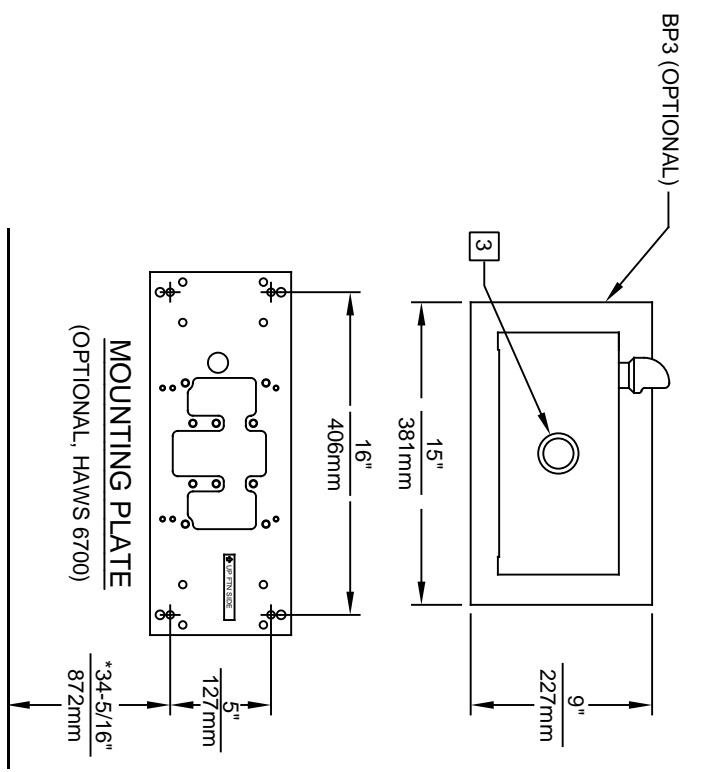 BP3 (OPTIONAL)
3
15"
381mm
9"
227mm
16"
406mm
UP FTN SIDE
5"
127mm
*34-5/16"
872mm
MOUNTING PLATE
(OPTIONAL, HAWS 6700)